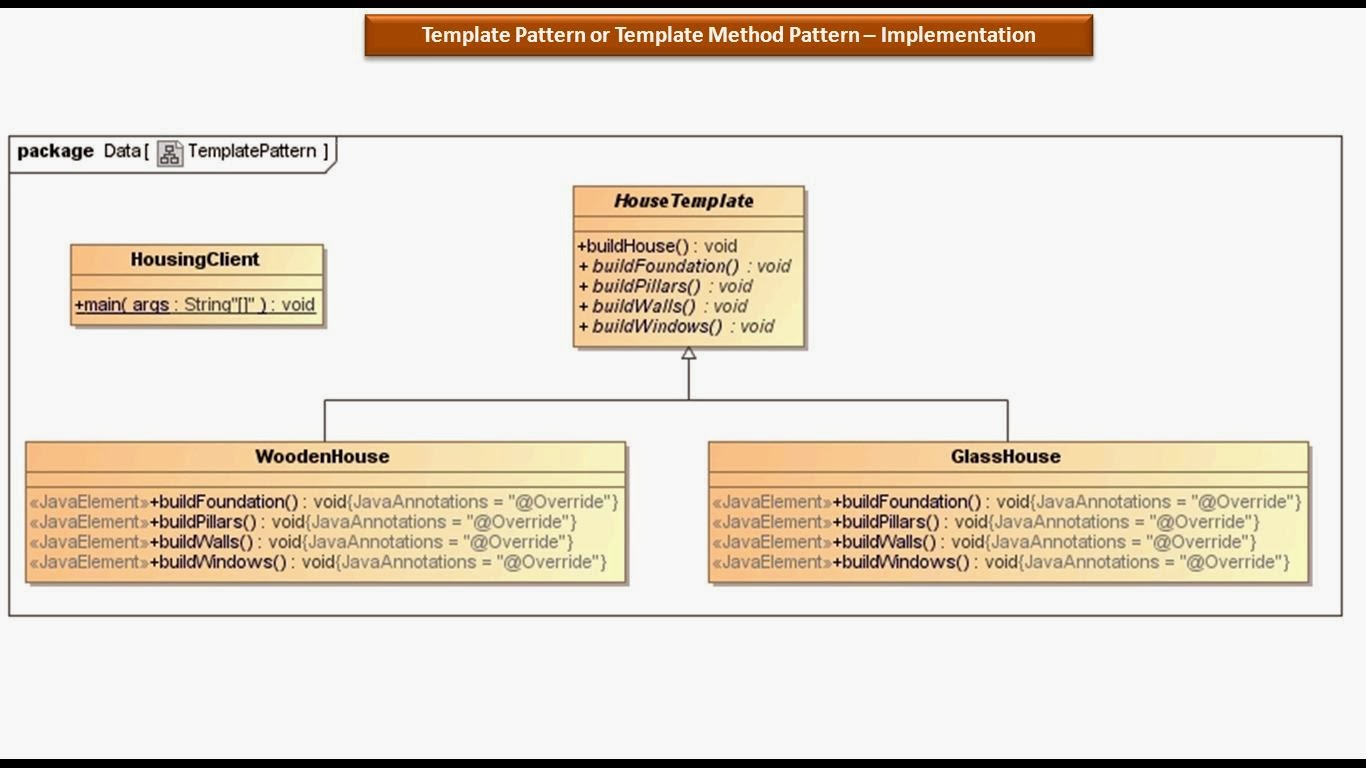 Template Pattern or Template Method Pattern – Implementation
package Data[ TemplatePattern ]
HouseTemplate
+buildHouse() : void
+ buildFoundation() : void
+ buildPillars() : void
+ buildWalls() : void
+ buildWindows() : void
HousingClient
+main( args : String"[]" ) : void
WoodenHouse
«JavaElement»+buildFoundation() : void{JavaAnnotations = "@Override"}
«JavaElement»+buildPillars() : void{JavaAnnotations = "@Override"}
«JavaElement»+buildWalls() : void{JavaAnnotations = "@Override"}
«JavaElement»+buildWindows() : void{JavaAnnotations = "@Override"}
GlassHouse
«JavaElement»+buildFoundation() : void{JavaAnnotations = "@Override"}
«JavaElement»+buildPillars() : void{JavaAnnotations = "@Override"}
«JavaElement»+buildWalls() : void{JavaAnnotations = "@Override"}
«JavaElement»+buildWindows() : void{JavaAnnotations = "@Override"}